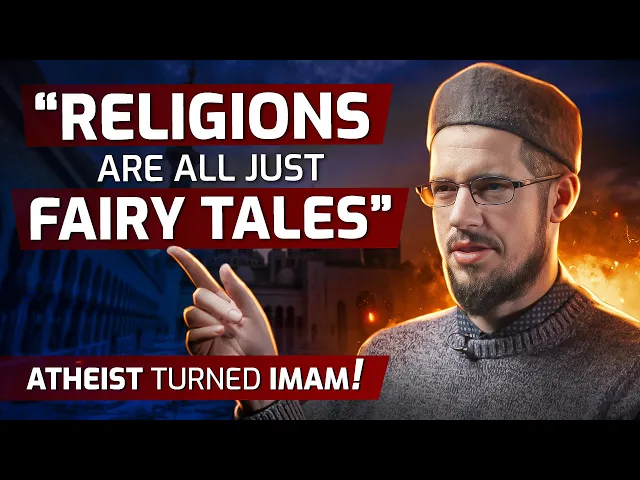 “RELIGIONS
ARE ALL JUST
FAIRY TALES”
ATHEIST TURNED IMAM!